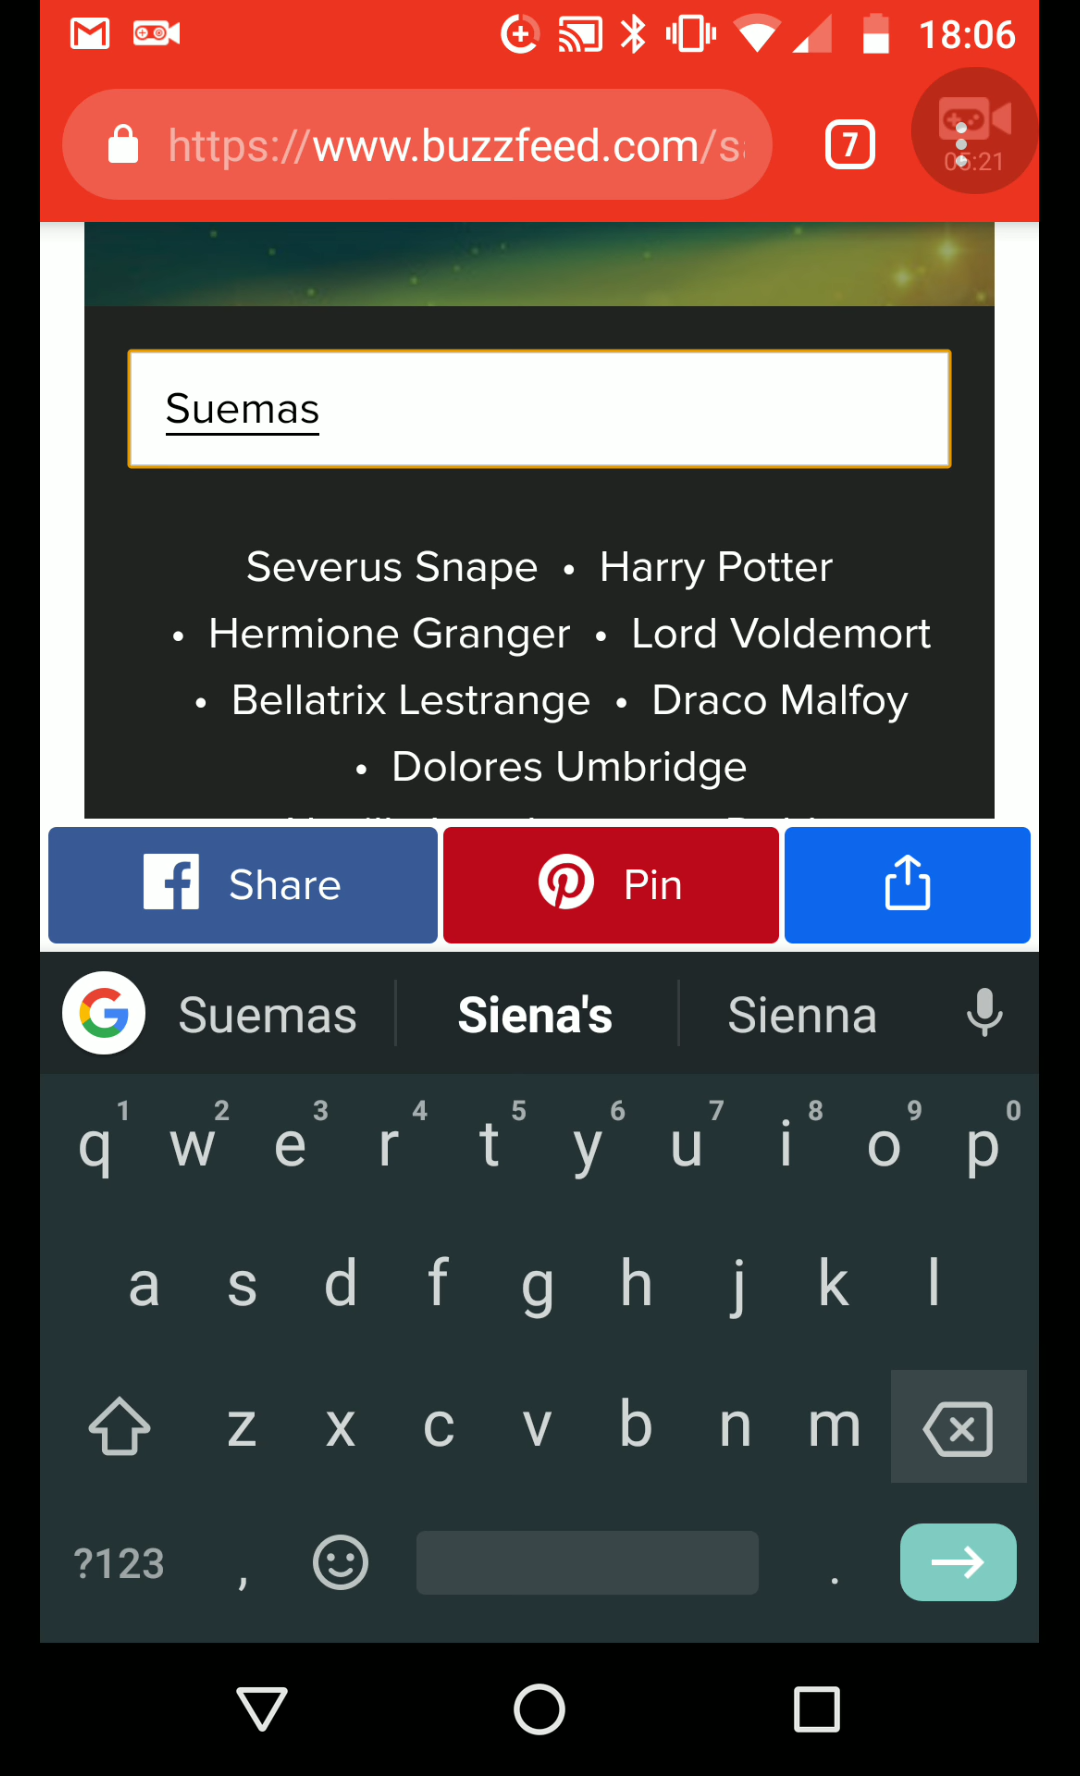 18:06
https://www.buzzfeed.com/s
7
05:21
Suemas
Severus Snape • Harry Potter
• Hermione Granger • Lord Voldemort
• Bellatrix Lestrange • Draco Malfoy
• Dolores Umbridge
Share Pin
Suemas Siena's Sienna
1 2 3 4 5 6 7 8 9 0
q w e r t y u i o p
a s d f g h j k l
z x c v b n m
?123 , .